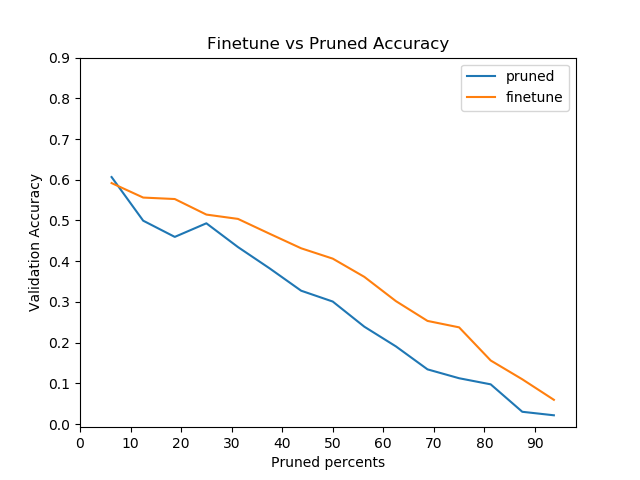 Finetune vs Pruned Accuracy
pruned
finetune
0.9
0.8
0.7
0.6
0.5
0.4
0.3
0.2
0.1
0.0
Validation Accuracy
0 10 20 30 40 50 60 70 80 90
Pruned percents